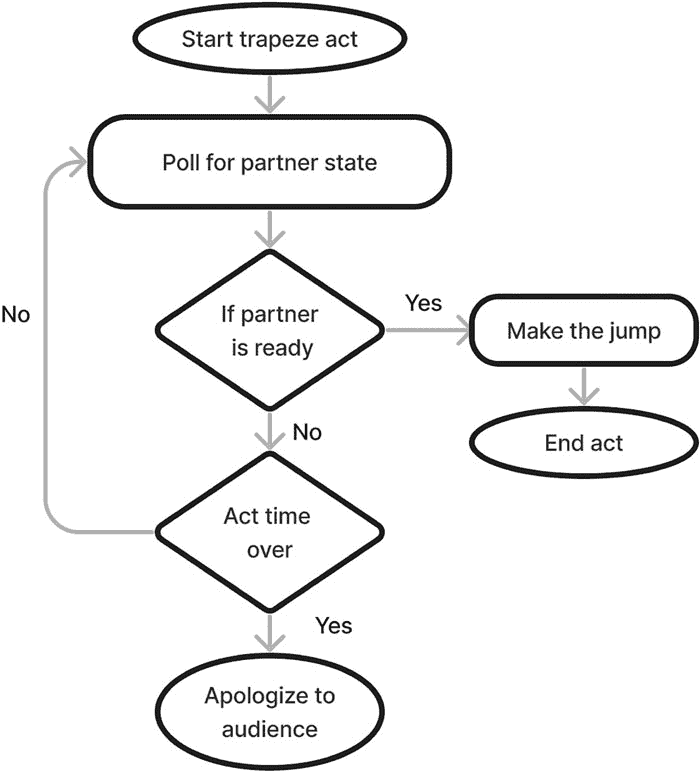 Start trapeze act
Poll for partner state
If partner
is ready
Yes
Make the jump
No
No
End act
Act time
over
Yes
Apologize to
audience